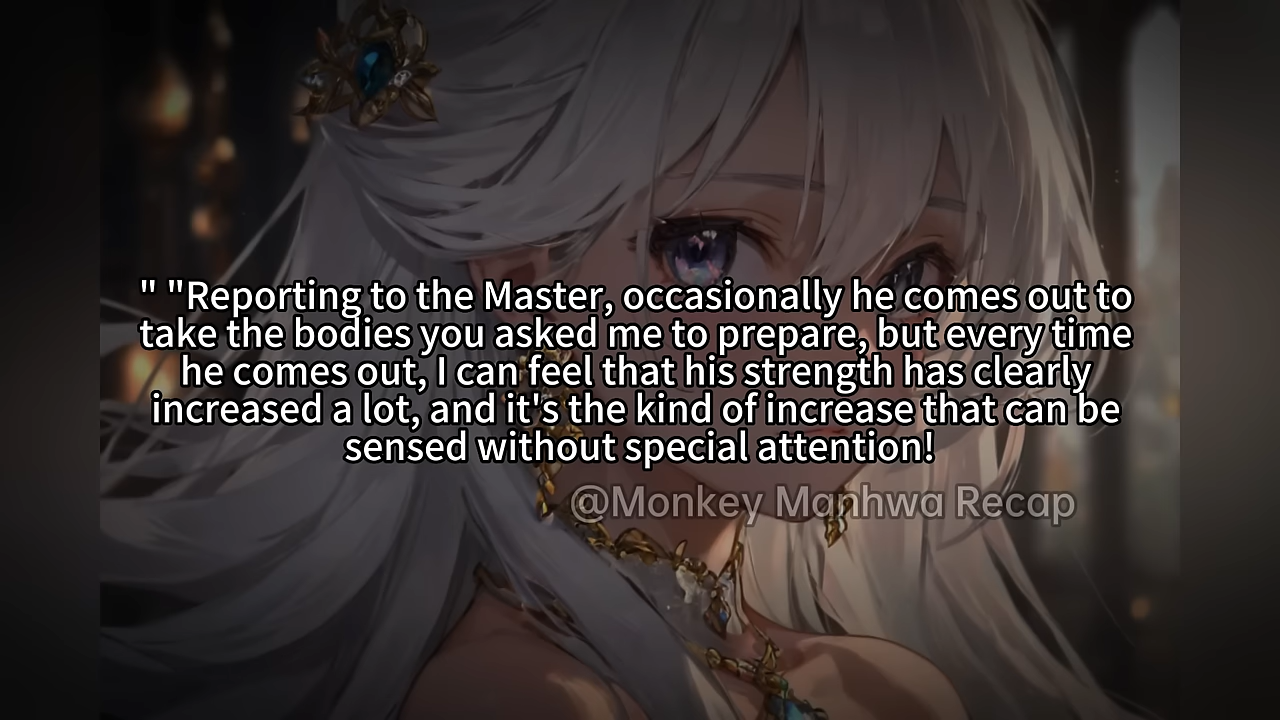 " "Reporting to the Master, occasionally he comes out to
take the bodies you asked me to prepare, but every time
he comes out, I can feel that his strength has clearly
increased a lot, and it's the kind of increase that can be
sensed without special attention!
@Monkey Manhwa Recap